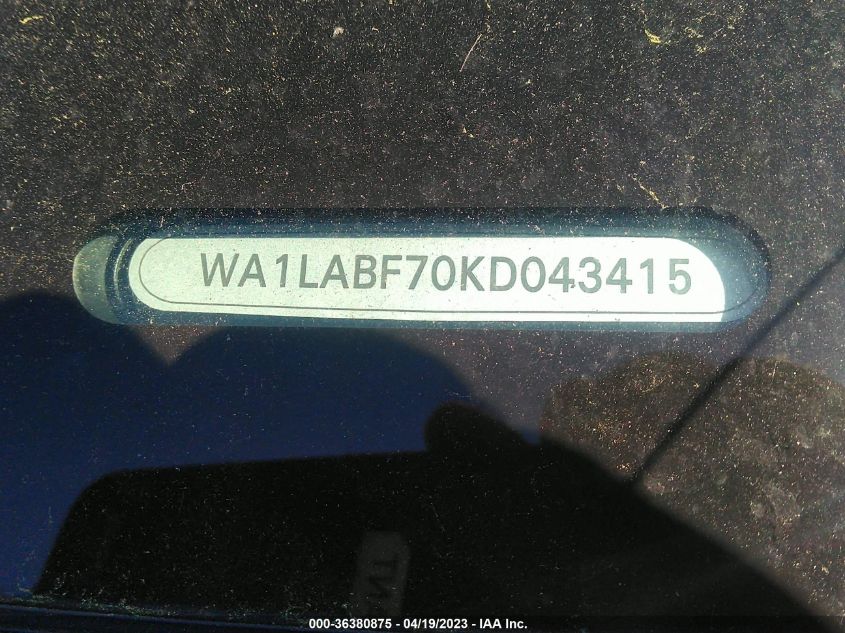 WA1LABF70KD043415
000-36380875 - 04/19/2023 - IAA Inc.